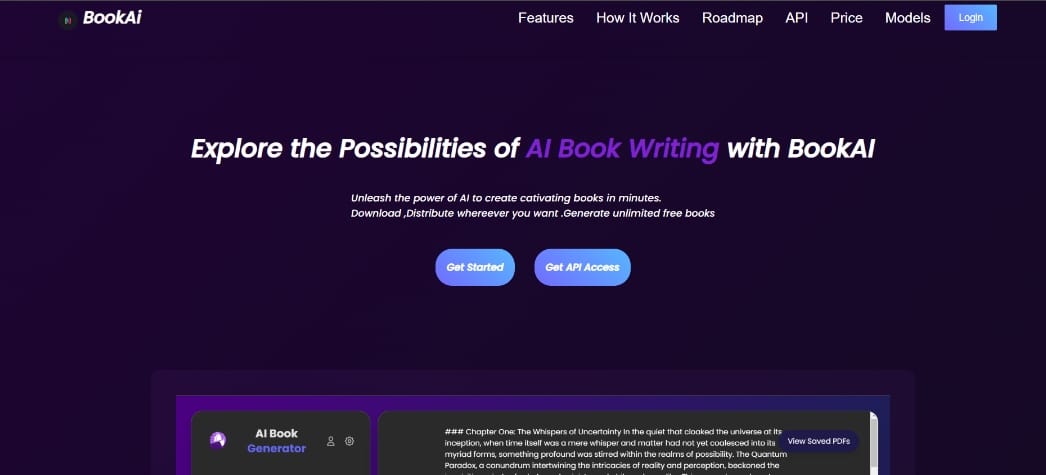 BookAi
Features How It Works Roadmap API Price Models Login
Explore the Possibilities of AI Book Writing with BookAI
Unleash the power of AI to create cativating books in minutes.
Download ,Distribute whereever you want .Generate unlimited free books
Get Started Get API Access
AI Book
Generator
### Chapter One: The Whispers of Uncertainty In the quiet that cloaked the universe at its
inception, when time itself was a mere whisper and matter had not yet coalesced into its
myriad forms, something profound was stirred within the realms of possibility. The Quantum
Paradox, a conundrum intertwining the intricacies of reality and perception, beckoned the
View Saved PDFs